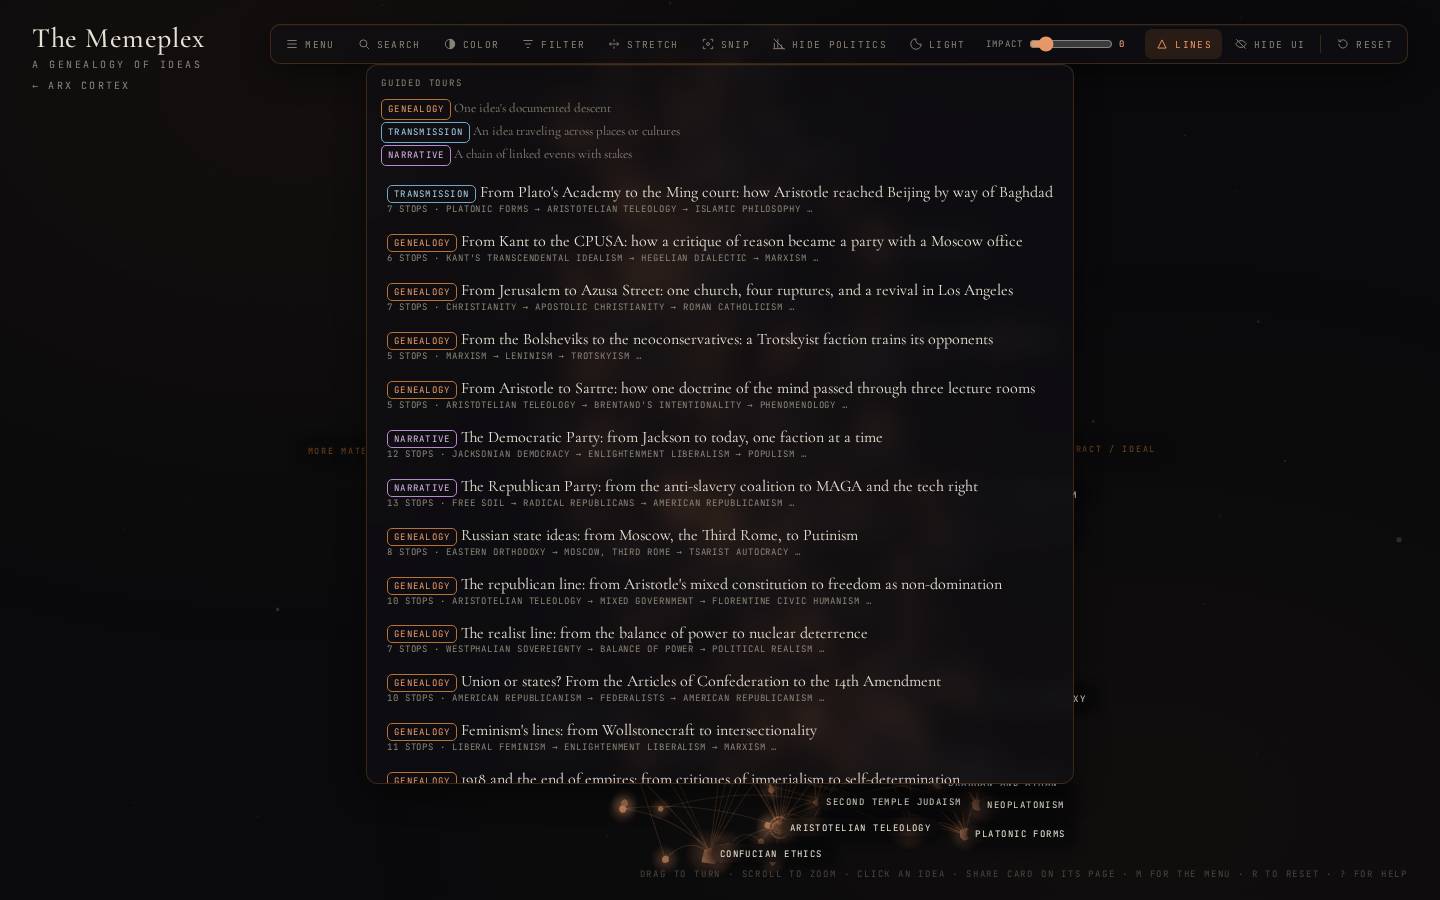 The Memeplex
A GENEALOGY OF IDEAS
← ARX CORTEX
MENU
SEARCH
COLOR
FILTER
STRETCH
SNIP
HIDE POLITICS
LIGHT
IMPACT
0
LINES
HIDE UI
RESET
GUIDED TOURS
GENEALOGY One idea's documented descent
TRANSMISSION An idea traveling across places or cultures
NARRATIVE A chain of linked events with stakes
TRANSMISSION From Plato's Academy to the Ming court: how Aristotle reached Beijing by way of Baghdad
7 STOPS · PLATONIC FORMS → ARISTOTELIAN TELEOLOGY → ISLAMIC PHILOSOPHY …
GENEALOGY From Kant to the CPUSA: how a critique of reason became a party with a Moscow office
6 STOPS · KANT'S TRANSCENDENTAL IDEALISM → HEGELIAN DIALECTIC → MARXISM …
GENEALOGY From Jerusalem to Azusa Street: one church, four ruptures, and a revival in Los Angeles
7 STOPS · CHRISTIANITY → APOSTOLIC CHRISTIANITY → ROMAN CATHOLICISM …
GENEALOGY From the Bolsheviks to the neoconservatives: a Trotskyist faction trains its opponents
5 STOPS · MARXISM → LENINISM → TROTSKYISM …
GENEALOGY From Aristotle to Sartre: how one doctrine of the mind passed through three lecture rooms
5 STOPS · ARISTOTELIAN TELEOLOGY → BRENTANO'S INTENTIONALITY → PHENOMENOLOGY …
NARRATIVE The Democratic Party: from Jackson to today, one faction at a time
12 STOPS · JACKSONIAN DEMOCRACY → ENLIGHTENMENT LIBERALISM → POPULISM …
MORE MATE
RACT / IDEAL
NARRATIVE The Republican Party: from the anti-slavery coalition to MAGA and the tech right
13 STOPS · FREE SOIL → RADICAL REPUBLICANS → AMERICAN REPUBLICANISM …
M
GENEALOGY Russian state ideas: from Moscow, the Third Rome, to Putinism
8 STOPS · EASTERN ORTHODOXY → MOSCOW, THIRD ROME → TSARIST AUTOCRACY …
GENEALOGY The republican line: from Aristotle's mixed constitution to freedom as non-domination
10 STOPS · ARISTOTELIAN TELEOLOGY → MIXED GOVERNMENT → FLORENTINE CIVIC HUMANISM …
GENEALOGY The realist line: from the balance of power to nuclear deterrence
7 STOPS · WESTPHALIAN SOVEREIGNTY → BALANCE OF POWER → POLITICAL REALISM …
GENEALOGY Union or states? From the Articles of Confederation to the 14th Amendment
10 STOPS · AMERICAN REPUBLICANISM → FEDERALISTS → AMERICAN REPUBLICANISM …
XY
GENEALOGY Feminism's lines: from Wollstonecraft to intersectionality
11 STOPS · LIBERAL FEMINISM → ENLIGHTENMENT LIBERALISM → MARXISM …
GENEALOGY 1918 and the end of empires: from critiques of imperialism to self-determination
SECOND TEMPLE JUDAISM
NEOPLATONISM
ARISTOTELIAN TELEOLOGY
PLATONIC FORMS
CONFUCIAN ETHICS
DRAG TO TURN · SCROLL TO ZOOM · CLICK AN IDEA · SHARE CARD ON ITS PAGE · M FOR THE MENU · R TO RESET · ? FOR HELP